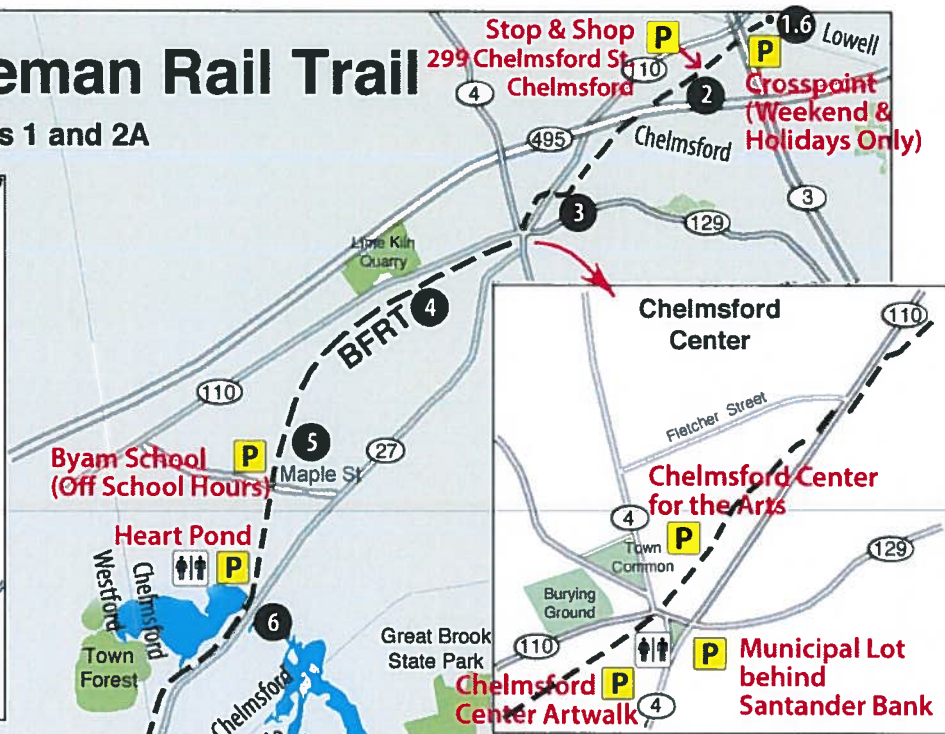 eman Rail Trail
s 1 and 2A
Stop & Shop
299 Chelmsford St.
Chelmsford
P
110
4
2
1.6
Lowell
P
Crosspoint
(Weekend &
Holidays Only)
495
Chelmsford
3
3
129
Lime Kiln
Quarry
4
BFRT
110
5
27
Byam School
(Off School Hours)
P
Maple St
Heart Pond
P
Westford
Chelmsford
Town
Forest
6
Chelmsford
Great Brook
State Park
Chelmsford
Center
110
Fletcher Street
Chelmsford Center
for the Arts
4
P
Town
Common
129
Burying
Ground
110
P
Municipal Lot
behind
Santander Bank
Chelmsford
Center Artwalk
P
4